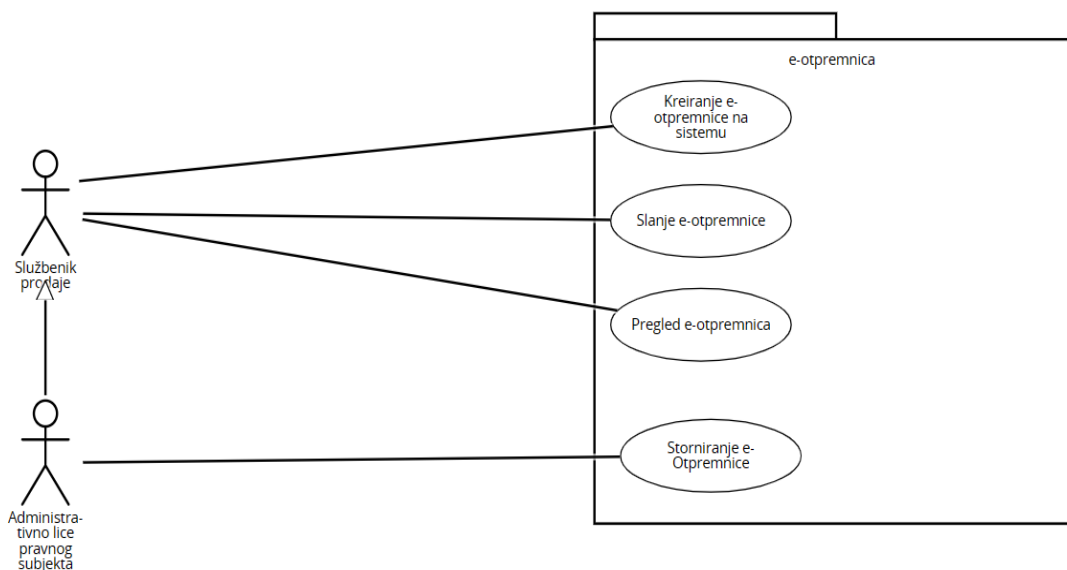 e-otpremnica
Kreiranje e-
otpremnice na
sistemu
Slanje e-otpremnice
Službenik
prodaje
Pregled e-otpremnica
Storniranje e-
Otpremnice
Administra-
tivno lice
pravnog
subjekta